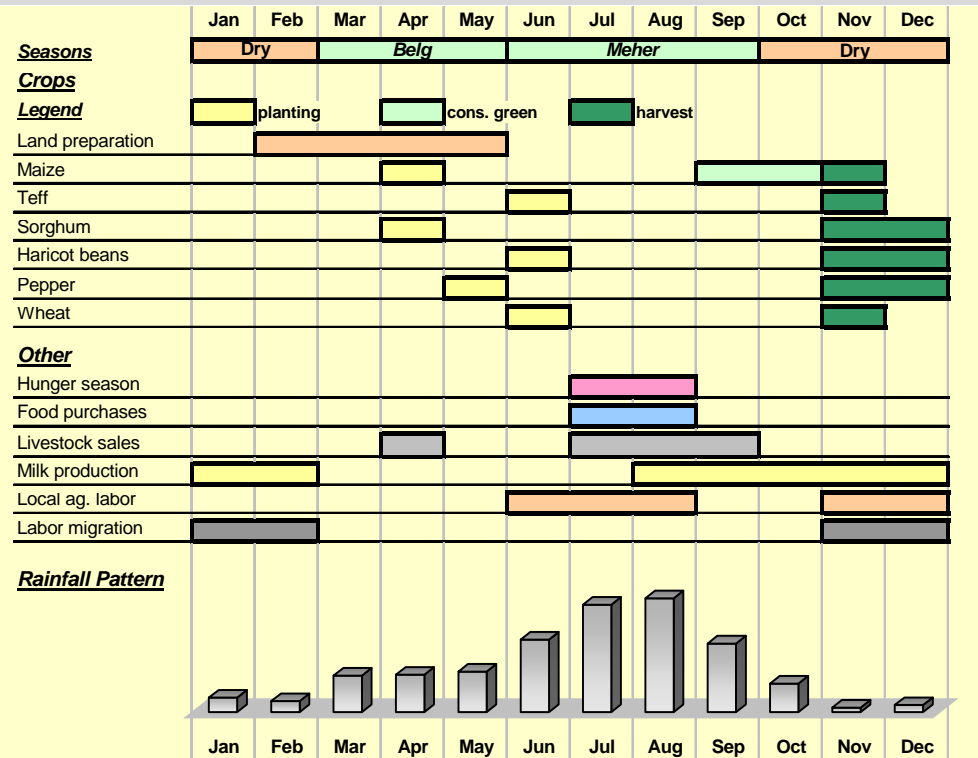 Jan Feb Mar Apr May Jun Jul Aug Sep Oct Nov Dec
Seasons Dry Belg Meher Dry
Crops
Legend planting cons. green harvest
Land preparation
Maize
Teff
Sorghum
Haricot beans
Pepper
Wheat
Other
Hunger season
Food purchases
Livestock sales
Milk production
Local ag. labor
Labor migration
Rainfall Pattern
Jan Feb Mar Apr May Jun Jul Aug Sep Oct Nov Dec